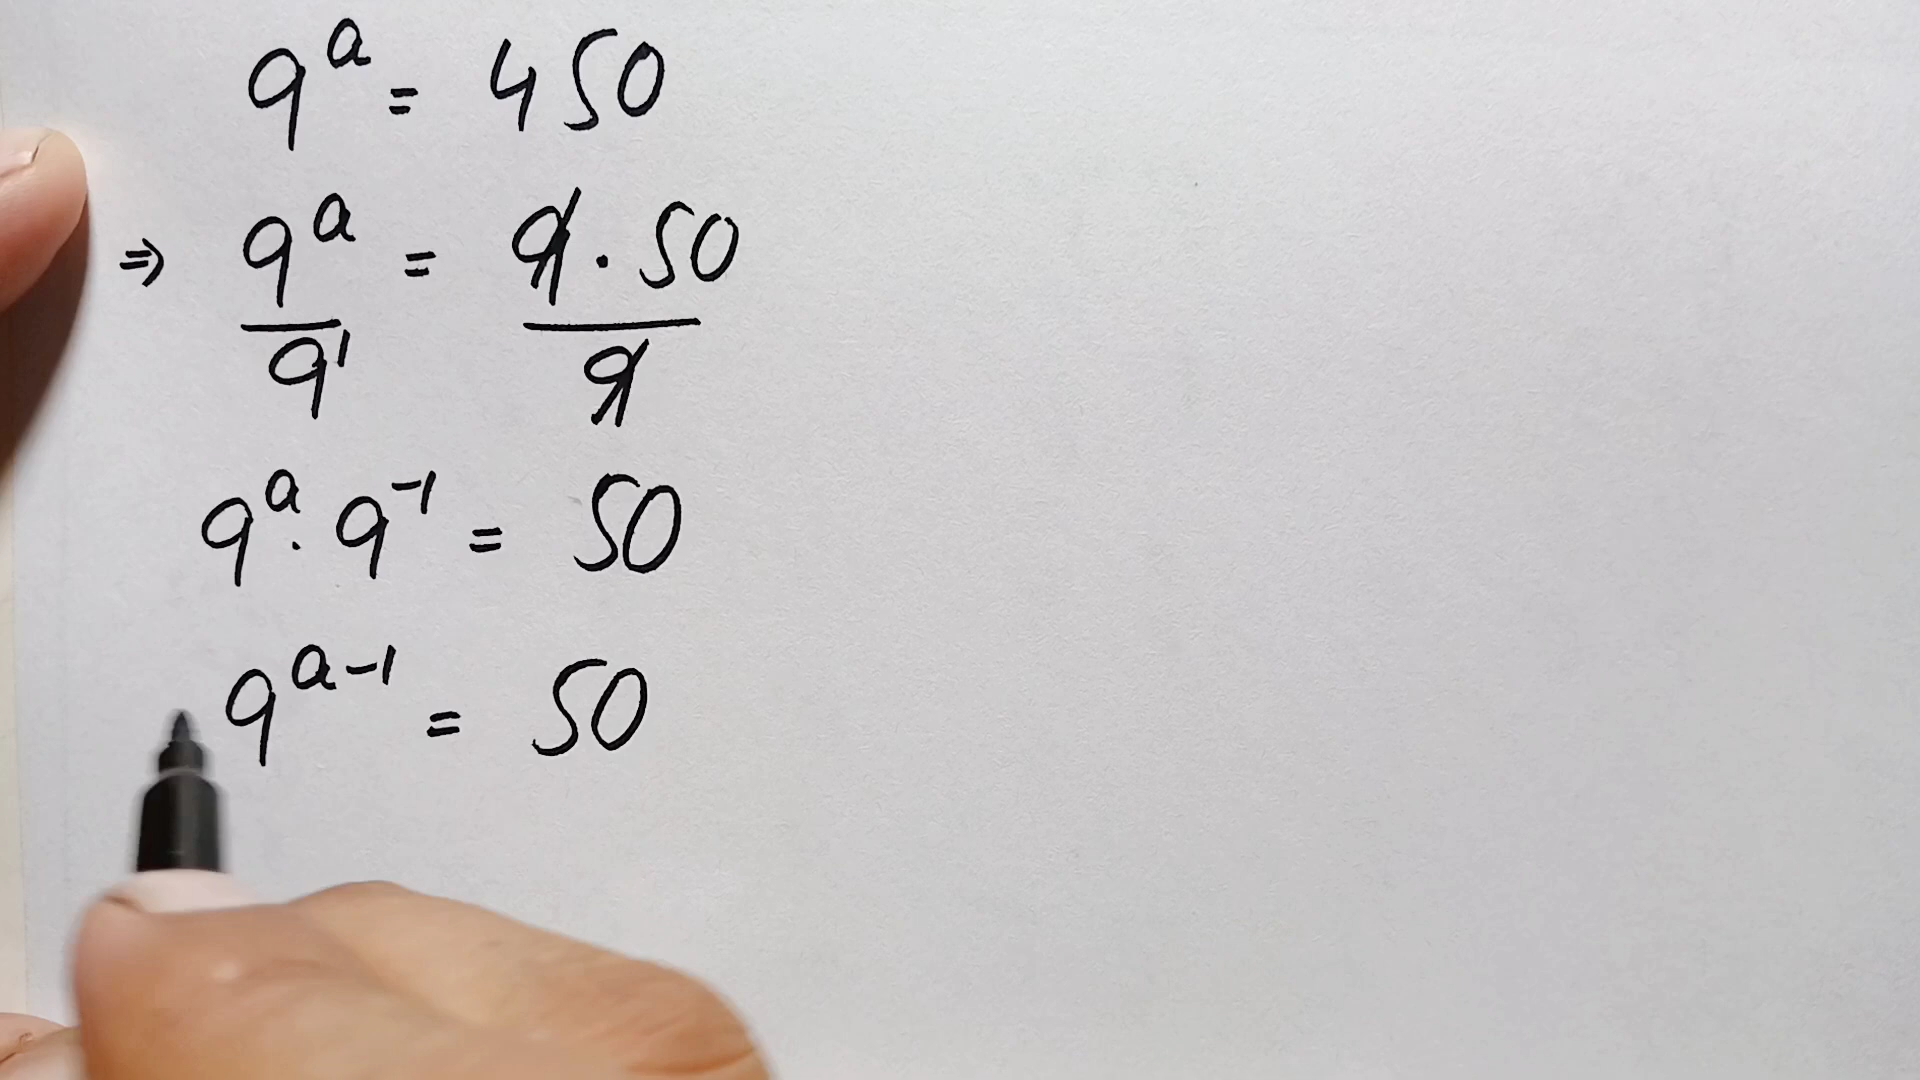 9^a = 450
⇒ 9^a/9^1 = 9·50/9
9^a · 9^-1 = 50
9^a-1 = 50